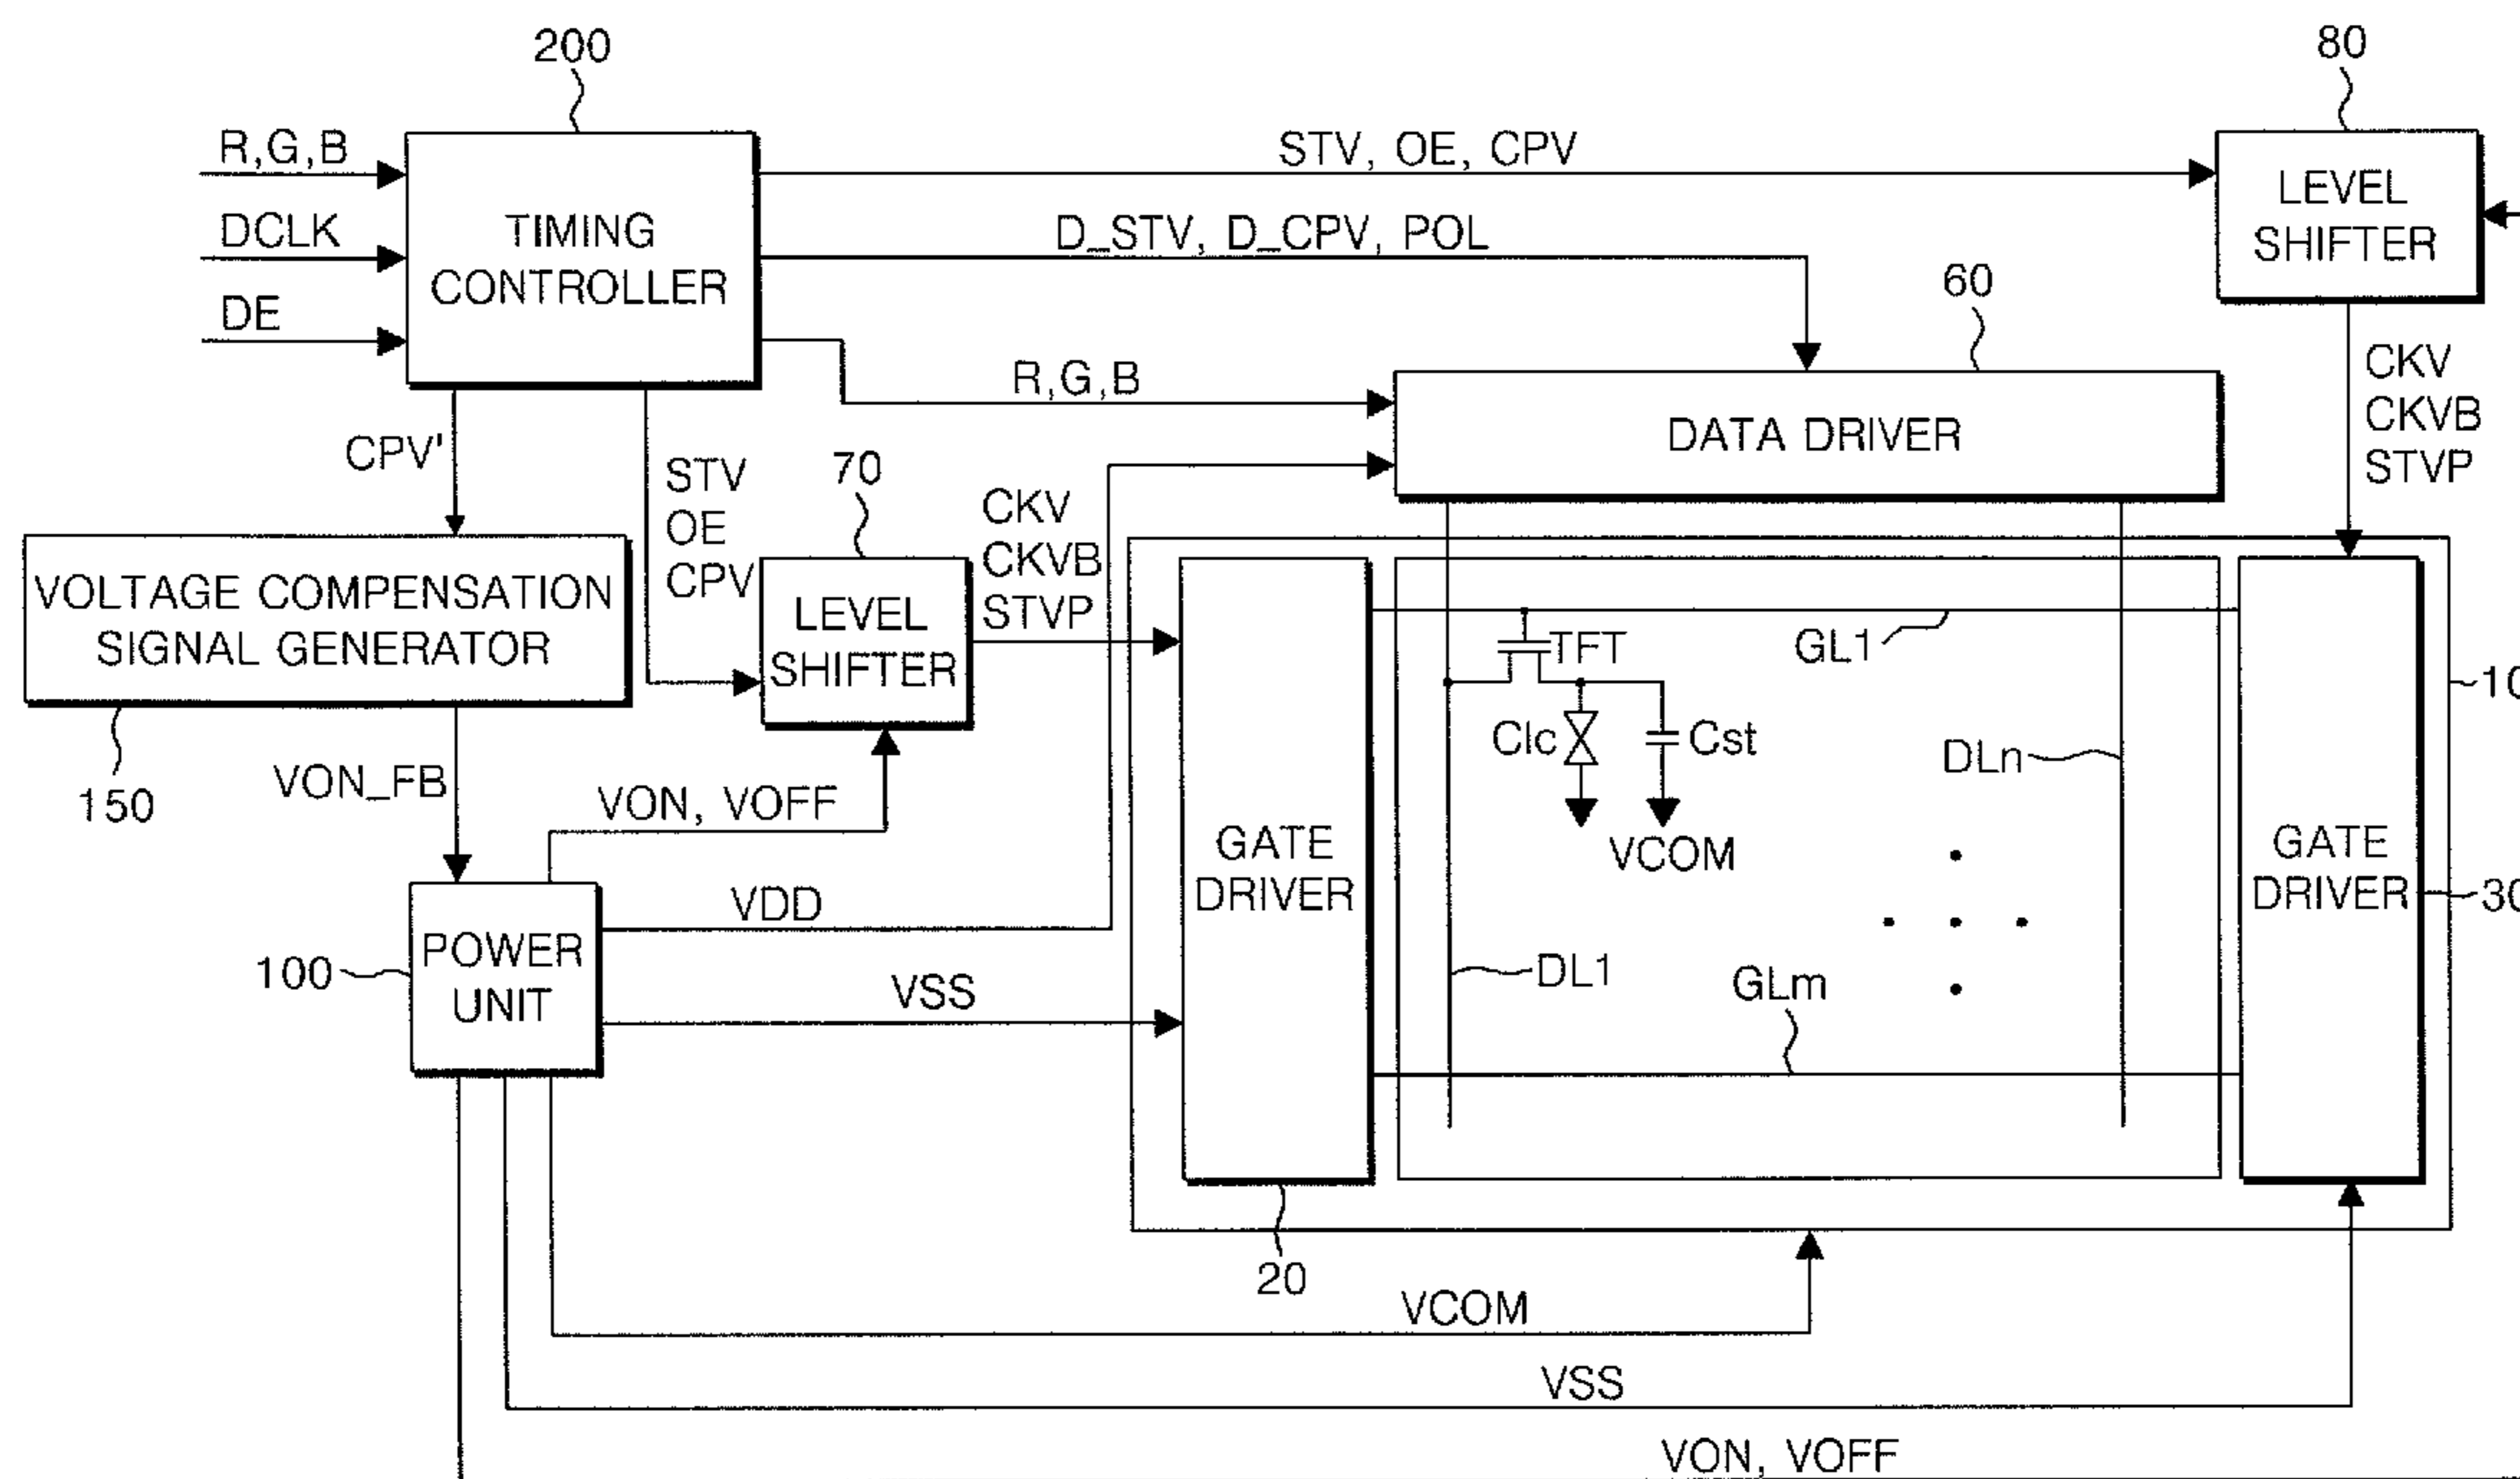 200
80
R,G,B
STV, OE, CPV
DCLK
TIMING
CONTROLLER
D_STV, D_CPV, POL
LEVEL
SHIFTER
DE
60
R,G,B
CKV
CKVB
STVP
DATA DRIVER
CPV'
STV
OE
CPV
70
CKV
CKVB
STVP
VOLTAGE COMPENSATION
SIGNAL GENERATOR
LEVEL
SHIFTER
TFT
GL1
10
Clc
Cst
DLn
VCOM
150
VON_FB
VON, VOFF
GATE
DRIVER
GATE
DRIVER
30
VDD
100
POWER
UNIT
VSS
DL1
GLm
20
VCOM
VSS
VON, VOFF